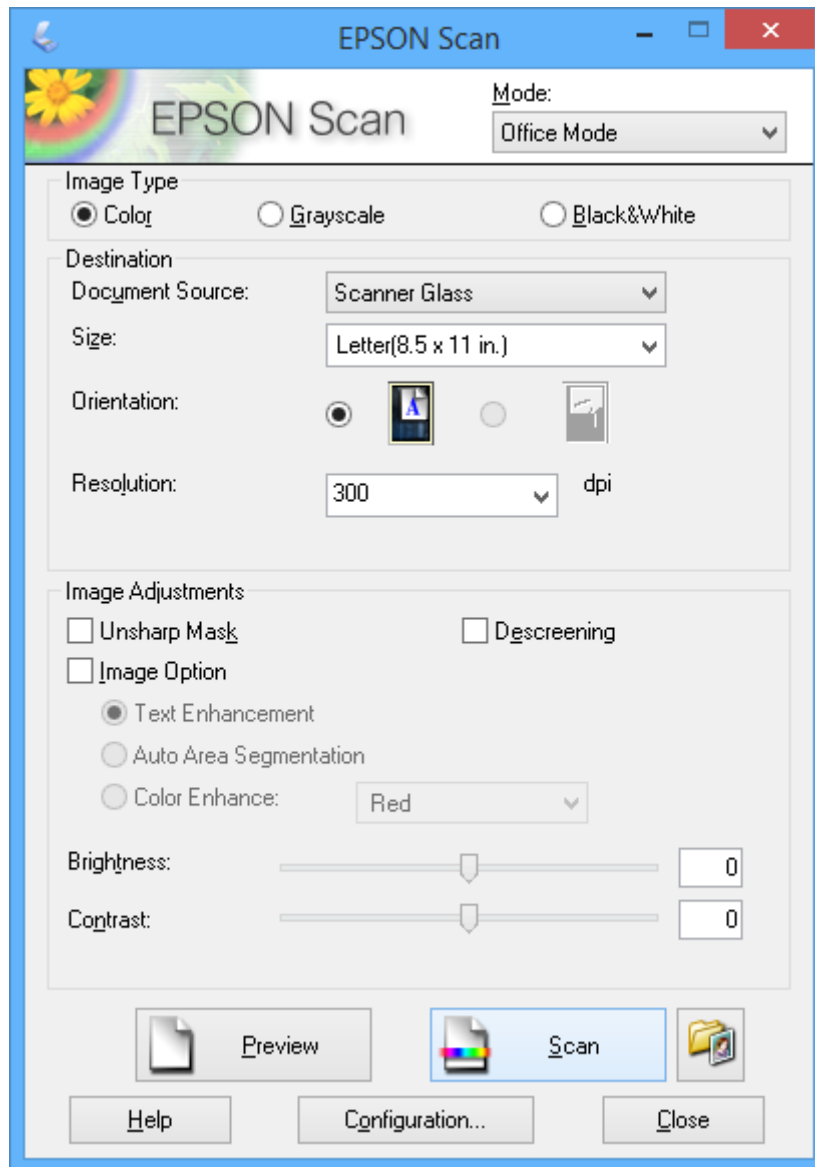 EPSON Scan
EPSON Scan
Mode:
Office Mode
Image Type
Color
Grayscale
Black&White
Destination
Document Source:
Scanner Glass
Size:
Letter(8.5 x 11 in.)
Orientation:
A
Resolution:
300
dpi
Image Adjustments
Unsharp Mask
Descreening
Image Option
Text Enhancement
Auto Area Segmentation
Color Enhance:
Red
Brightness:
0
Contrast:
0
Preview
Scan
Help
Configuration...
Close